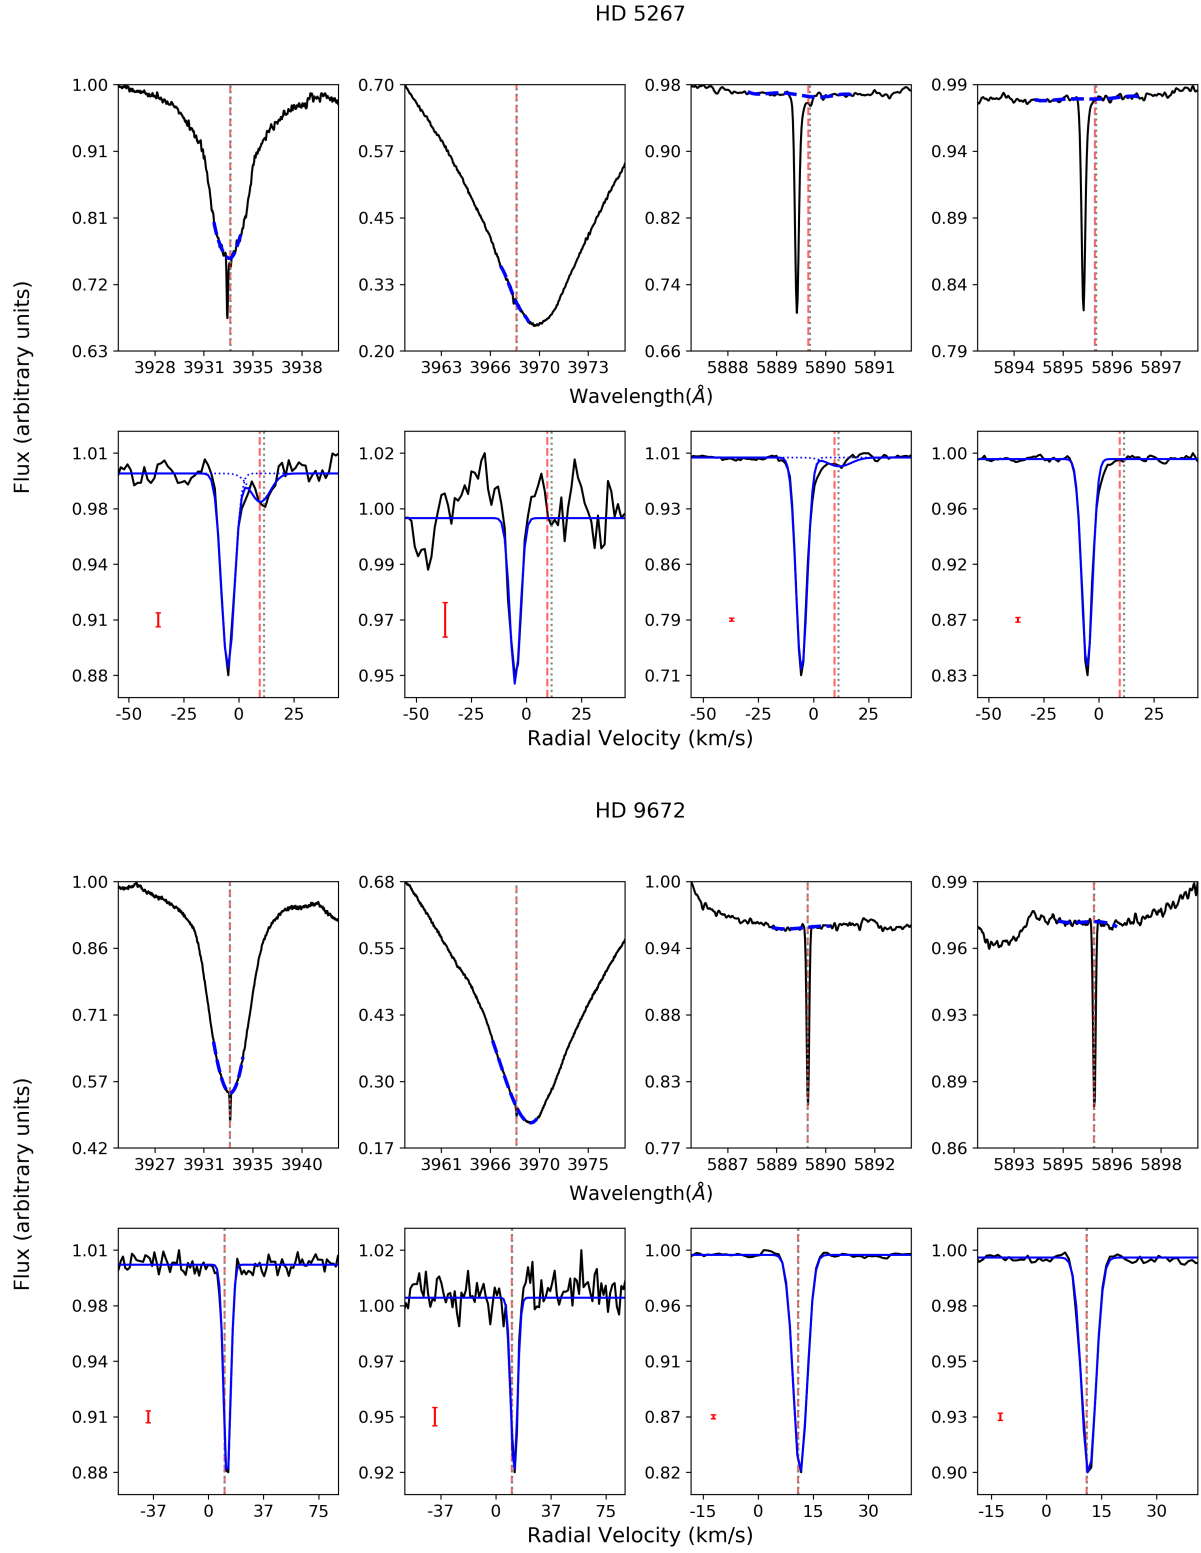 HD 5267
Flux (arbitrary units)
1.00 0.91 0.81 0.72 0.63
3928 3931 3935 3938
0.70 0.57 0.45 0.33 0.20
3963 3966 3970 3973
0.98 0.90 0.82 0.74 0.66
5888 5889 5890 5891
0.99 0.94 0.89 0.84 0.79
5894 5895 5896 5897
Wavelength(Å)
1.01 0.98 0.94 0.91 0.88
-50 -25 0 25
1.02 1.00 0.99 0.97 0.95
-50 -25 0 25
1.01 0.93 0.86 0.79 0.71
-50 -25 0 25
1.00 0.96 0.92 0.87 0.83
-50 -25 0 25
Radial Velocity (km/s)
HD 9672
Flux (arbitrary units)
1.00 0.86 0.71 0.57 0.42
3927 3931 3935 3940
0.68 0.55 0.43 0.30 0.17
3961 3966 3970 3975
1.00 0.94 0.88 0.83 0.77
5887 5889 5890 5892
0.99 0.96 0.93 0.89 0.86
5893 5895 5896 5898
Wavelength(Å)
1.01 0.98 0.94 0.91 0.88
-37 0 37 75
1.02 1.00 0.97 0.95 0.92
-37 0 37 75
1.00 0.96 0.91 0.87 0.82
-15 0 15 30
1.00 0.98 0.95 0.93 0.90
-15 0 15 30
Radial Velocity (km/s)